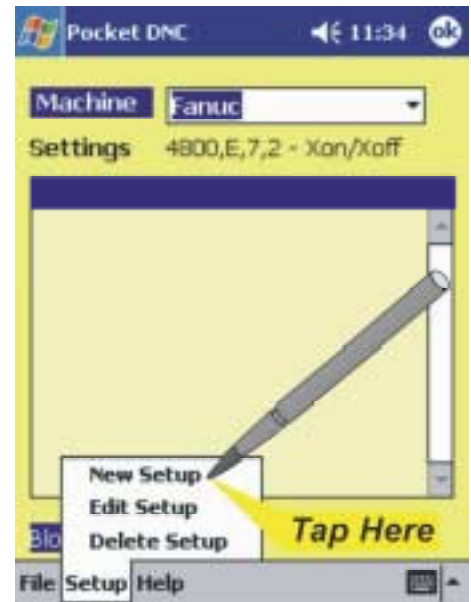 Pocket DNC 11:34 ok
Machine Fanuc
Settings 4800,E,7,2 - Xon/Xoff
New Setup
Edit Setup
Delete Setup
Tap Here
Blo
File Setup Help